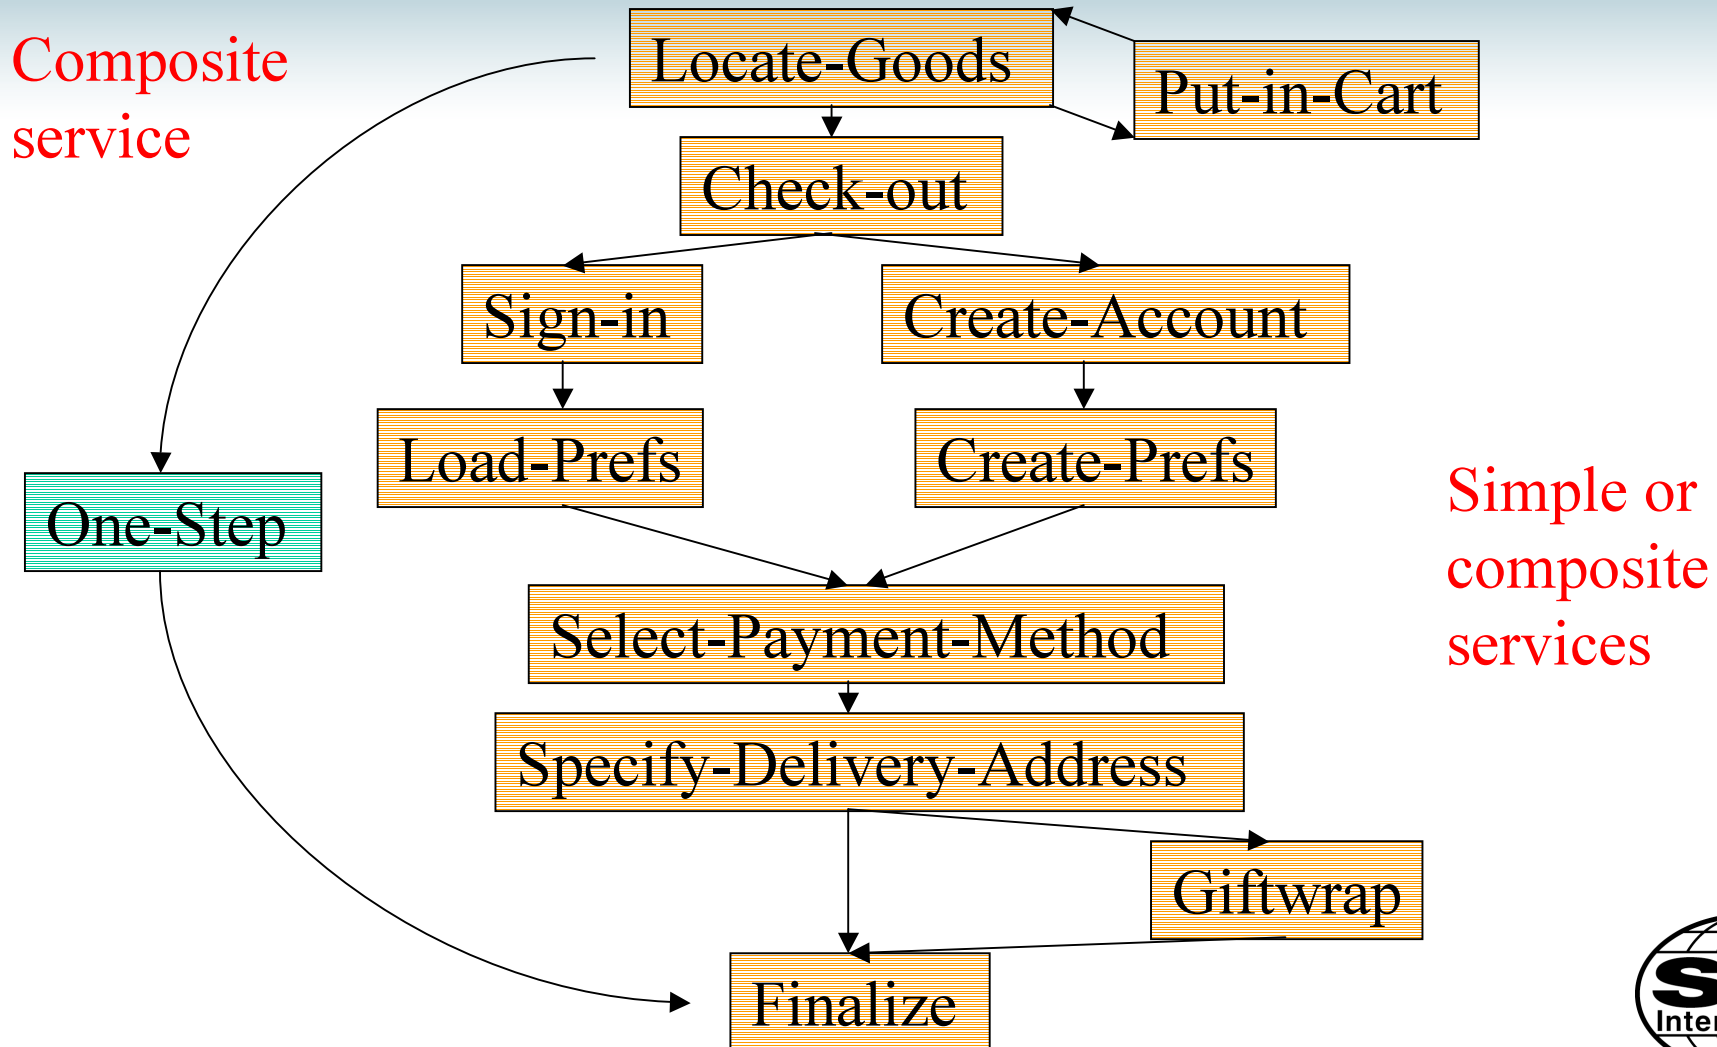 Composite
service
Locate-Goods
Put-in-Cart
Check-out
Sign-in
Create-Account
Load-Prefs
Create-Prefs
One-Step
Simple or
composite
services
Select-Payment-Method
Specify-Delivery-Address
Giftwrap
Finalize